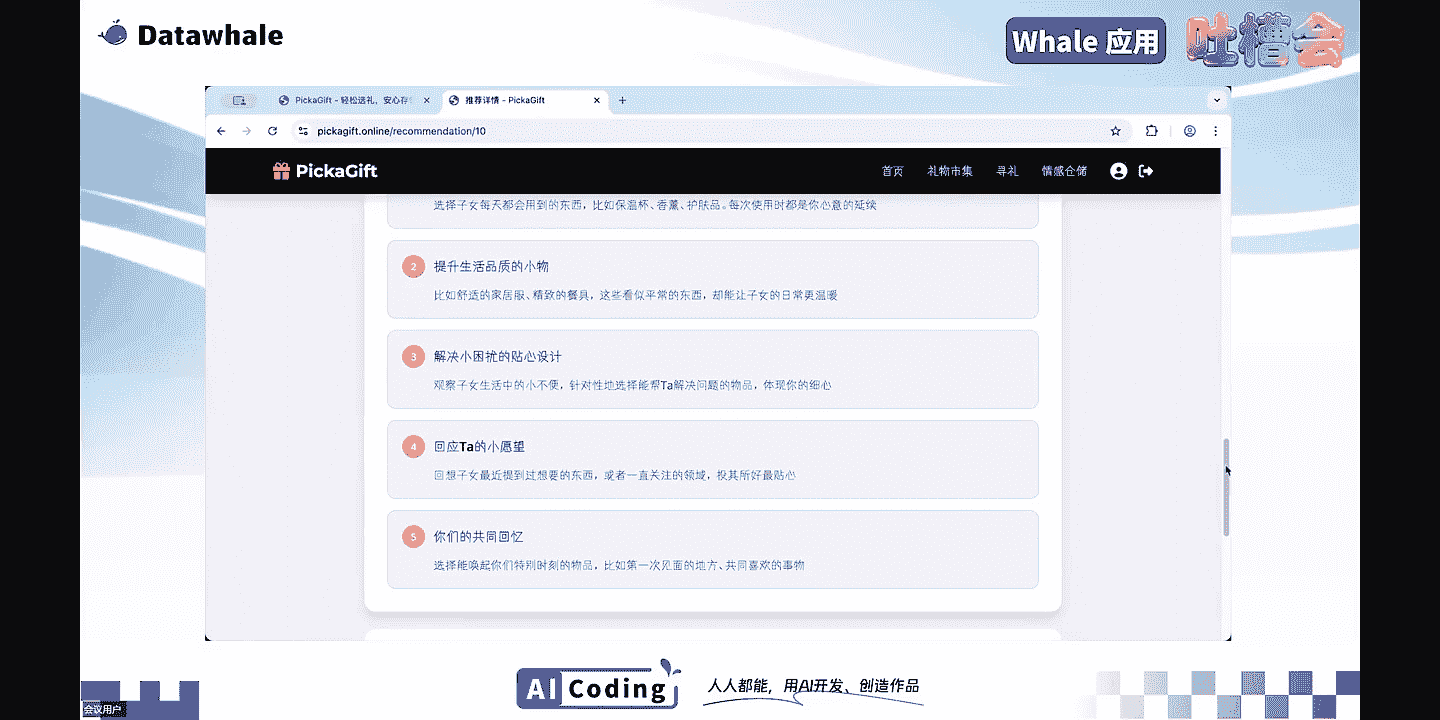 Datawhale
Whale 应用
吐槽会
PickaGift - 轻松选礼，安心存
推荐详情 - PickaGift
pickagift.online/recommendation/10
PickaGift
首页 礼物市集 寻礼 情感仓储
选择子女每天都会用到的东西，比如保温杯、香薰、护肤品。每次使用时都是你心意的延续
2 提升生活品质的小物
比如舒适的家居服、精致的餐具，这些看似平常的东西，却能让子女的日常更温暖
3 解决小困扰的贴心设计
观察子女生活中的小不便，针对性地选择能帮Ta解决问题的物品，体现你的细心
4 回应Ta的小愿望
回想子女最近提到过想要的东西，或者一直关注的领域，投其所好最贴心
5 你们的共同回忆
选择能唤起你们特别时刻的物品，比如第一次见面的地方、共同喜欢的事物
AI Coding
人人都能，用AI开发、创造作品
会议用户